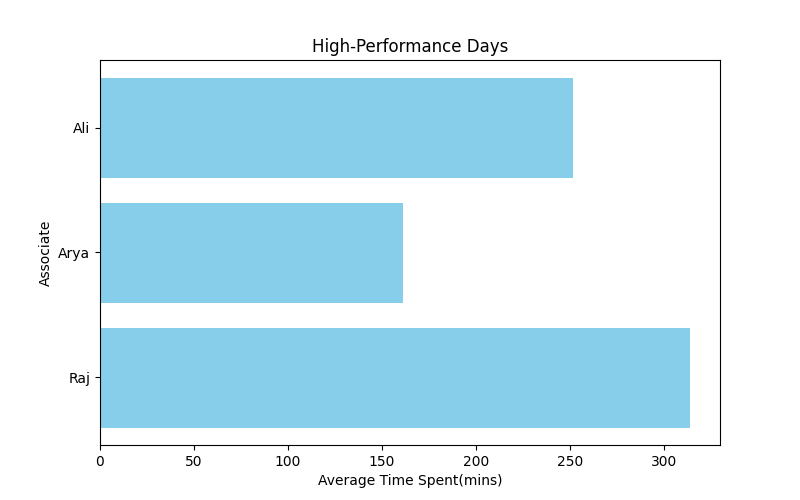 High-Performance Days
Associate
Ali
Arya
Raj
0 50 100 150 200 250 300
Average Time Spent(mins)